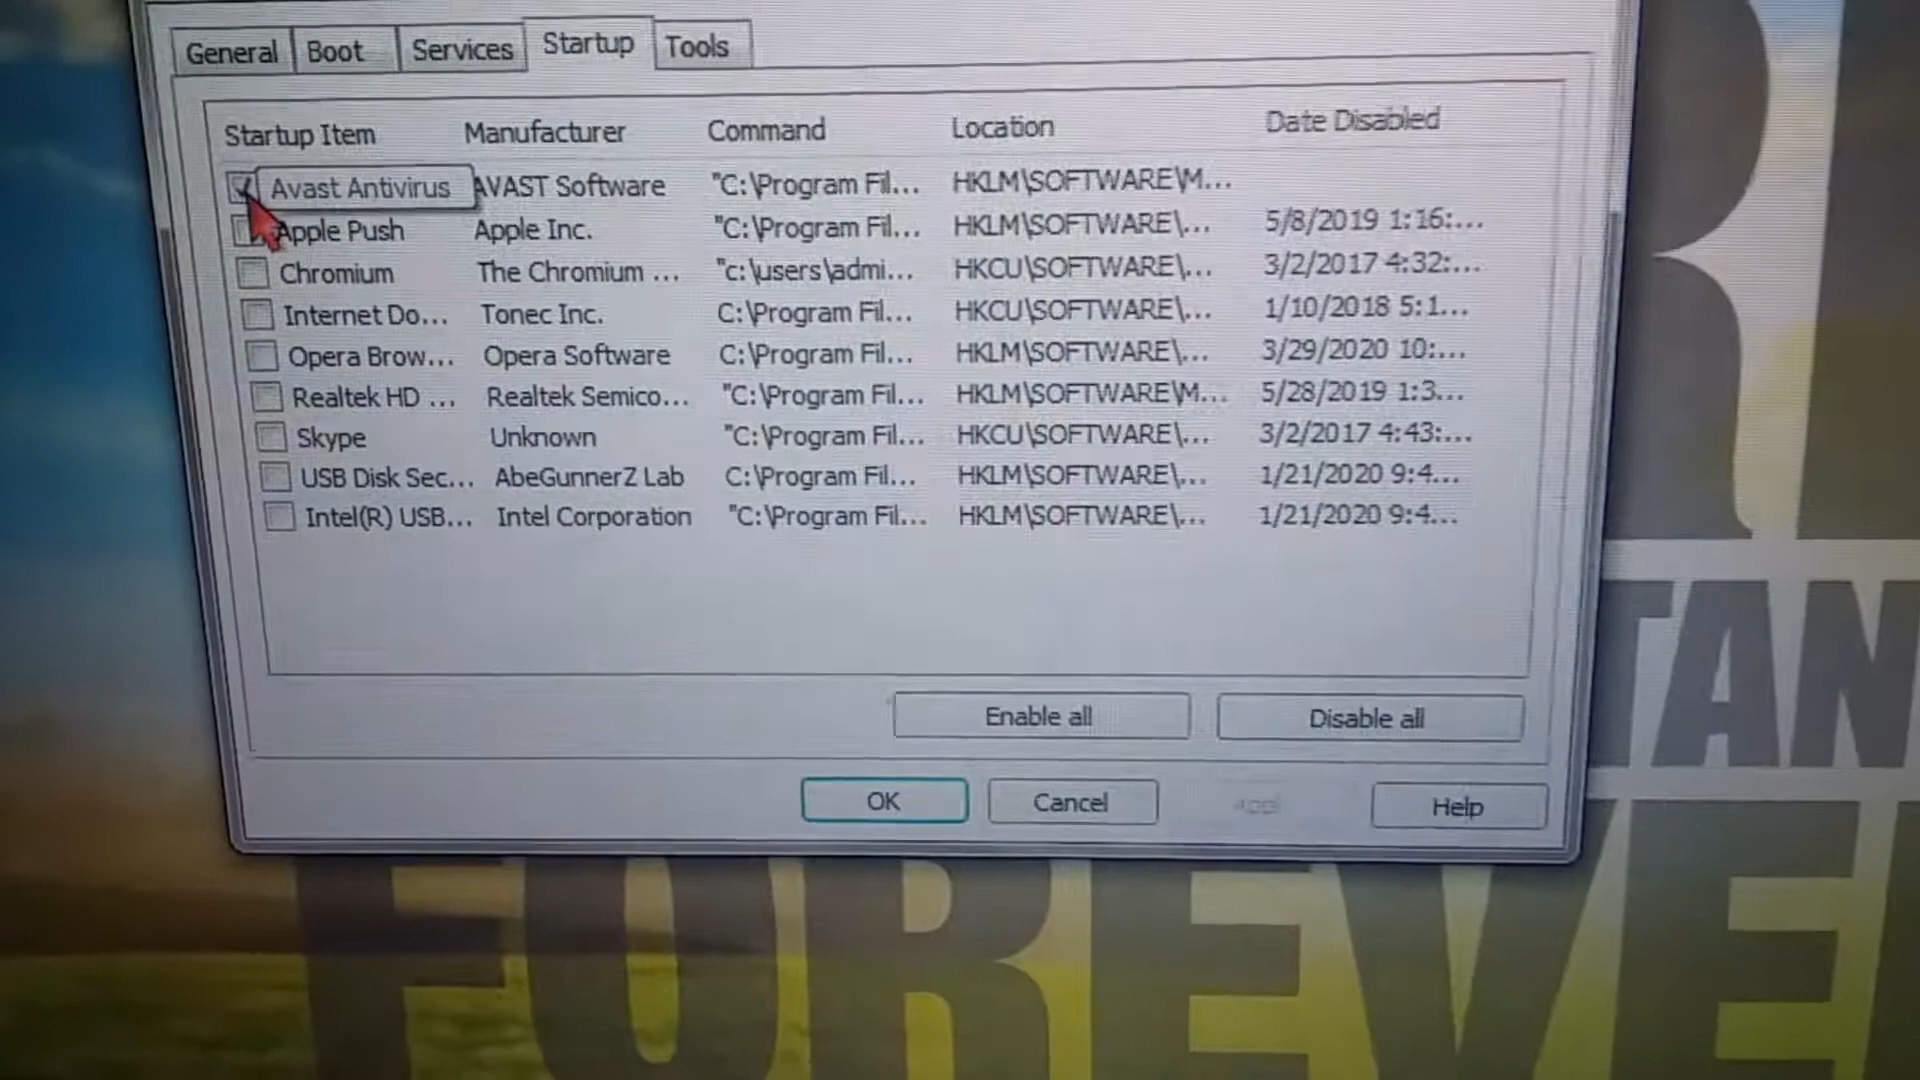 General Boot Services Startup Tools
Startup Item Manufacturer Command Location Date Disabled
Avast Antivirus AVAST Software "C:\Program Fil... HKLM\SOFTWARE\M...
Apple Push Apple Inc. "C:\Program Fil... HKLM\SOFTWARE\... 5/8/2019 1:16:...
Chromium The Chromium ... "c:\users\admi... HKCU\SOFTWARE\... 3/2/2017 4:32:...
Internet Do... Tonec Inc. C:\Program Fil... HKCU\SOFTWARE\... 1/10/2018 5:1...
Opera Brow... Opera Software C:\Program Fil... HKLM\SOFTWARE\... 3/29/2020 10:...
Realtek HD ... Realtek Semico... "C:\Program Fil... HKLM\SOFTWARE\M... 5/28/2019 1:3...
Skype Unknown "C:\Program Fil... HKCU\SOFTWARE\... 3/2/2017 4:43:...
USB Disk Sec... AbeGunnerZ Lab C:\Program Fil... HKLM\SOFTWARE\... 1/21/2020 9:4...
Intel(R) USB... Intel Corporation "C:\Program Fil... HKLM\SOFTWARE\... 1/21/2020 9:4...
Enable all Disable all
OK Cancel Help
TAN
FOREVE